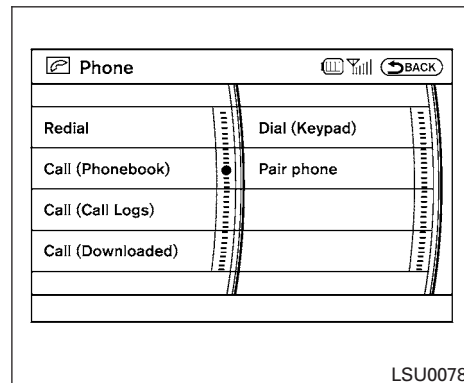 Phone BACK
Redial
Call (Phonebook)
Call (Call Logs)
Call (Downloaded)
Dial (Keypad)
Pair phone
LSU0078